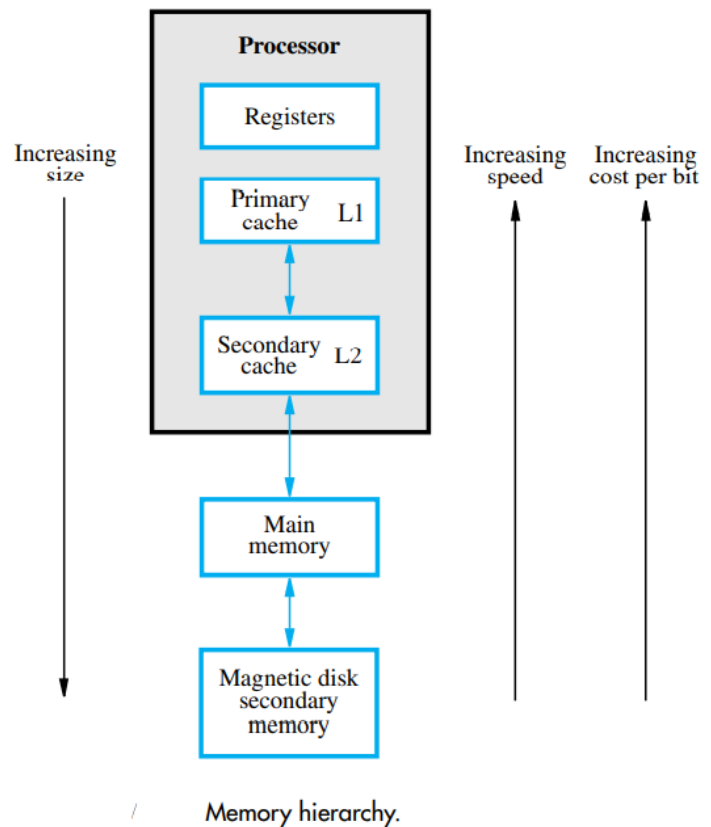 Processor
Registers
Increasing
size
Increasing
speed
Increasing
cost per bit
Primary
cache L1
Secondary
cache L2
Main
memory
Magnetic disk
secondary
memory
Memory hierarchy.